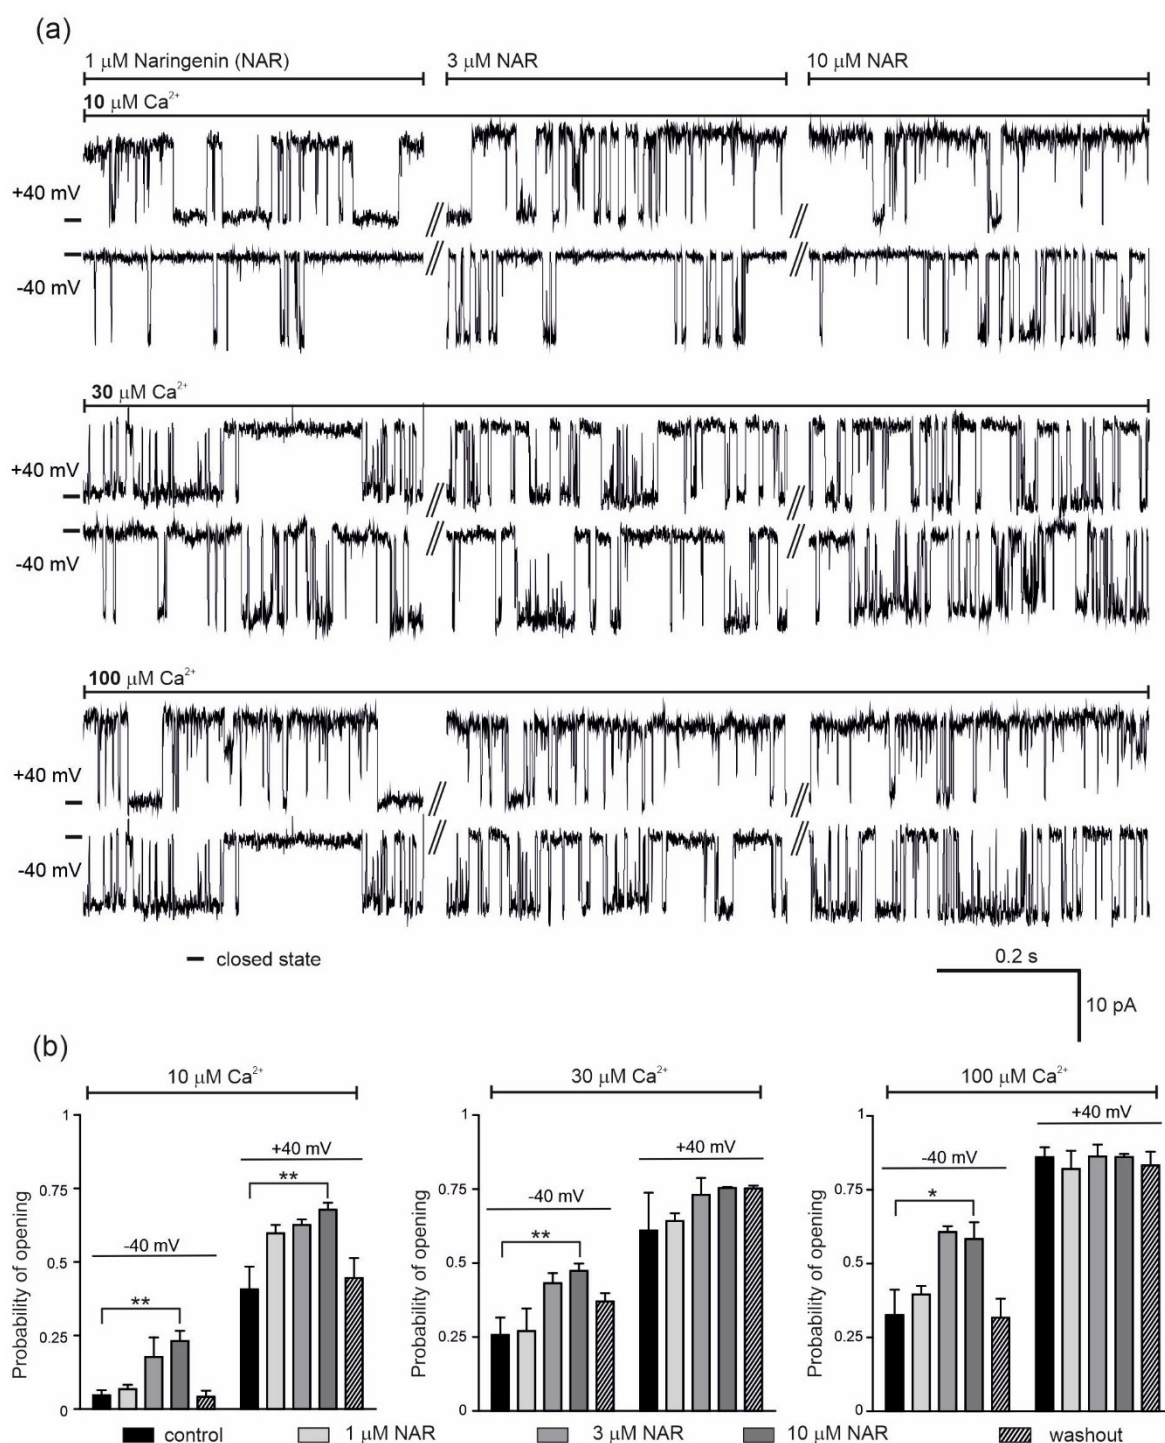 (a)
1 μM Naringenin (NAR) 3 μM NAR 10 μM NAR
10 μM Ca²⁺
+40 mV
-40 mV
30 μM Ca²⁺
+40 mV
-40 mV
100 μM Ca²⁺
+40 mV
-40 mV
closed state
0.2 s
10 pA
(b)
10 μM Ca²⁺
Probability of opening
1
0.75
0.5
0.25
0
-40 mV
**
+40 mV
**
30 μM Ca²⁺
Probability of opening
1
0.75
0.5
0.25
0
-40 mV
**
+40 mV
100 μM Ca²⁺
Probability of opening
1
0.75
0.5
0.25
0
-40 mV
*
+40 mV
control 1 μM NAR 3 μM NAR 10 μM NAR washout